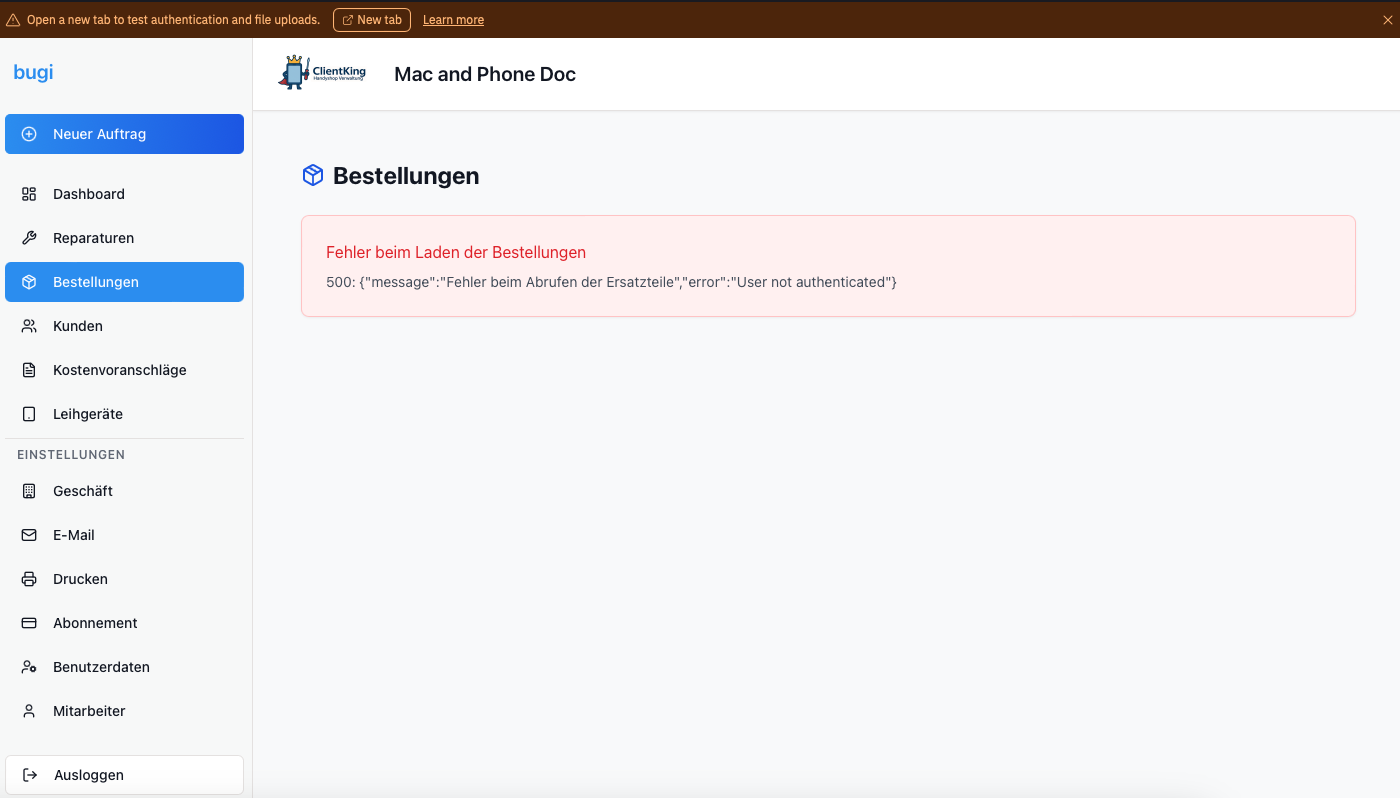 Open a new tab to test authentication and file uploads. New tab Learn more
bugi
ClientKing
Handyshop Verwaltung
Mac and Phone Doc
Neuer Auftrag
Dashboard
Reparaturen
Bestellungen
Kunden
Kostenvoranschläge
Leihgeräte
EINSTELLUNGEN
Geschäft
E-Mail
Drucken
Abonnement
Benutzerdaten
Mitarbeiter
Ausloggen
Bestellungen
Fehler beim Laden der Bestellungen
500: {"message":"Fehler beim Abrufen der Ersatzteile","error":"User not authenticated"}